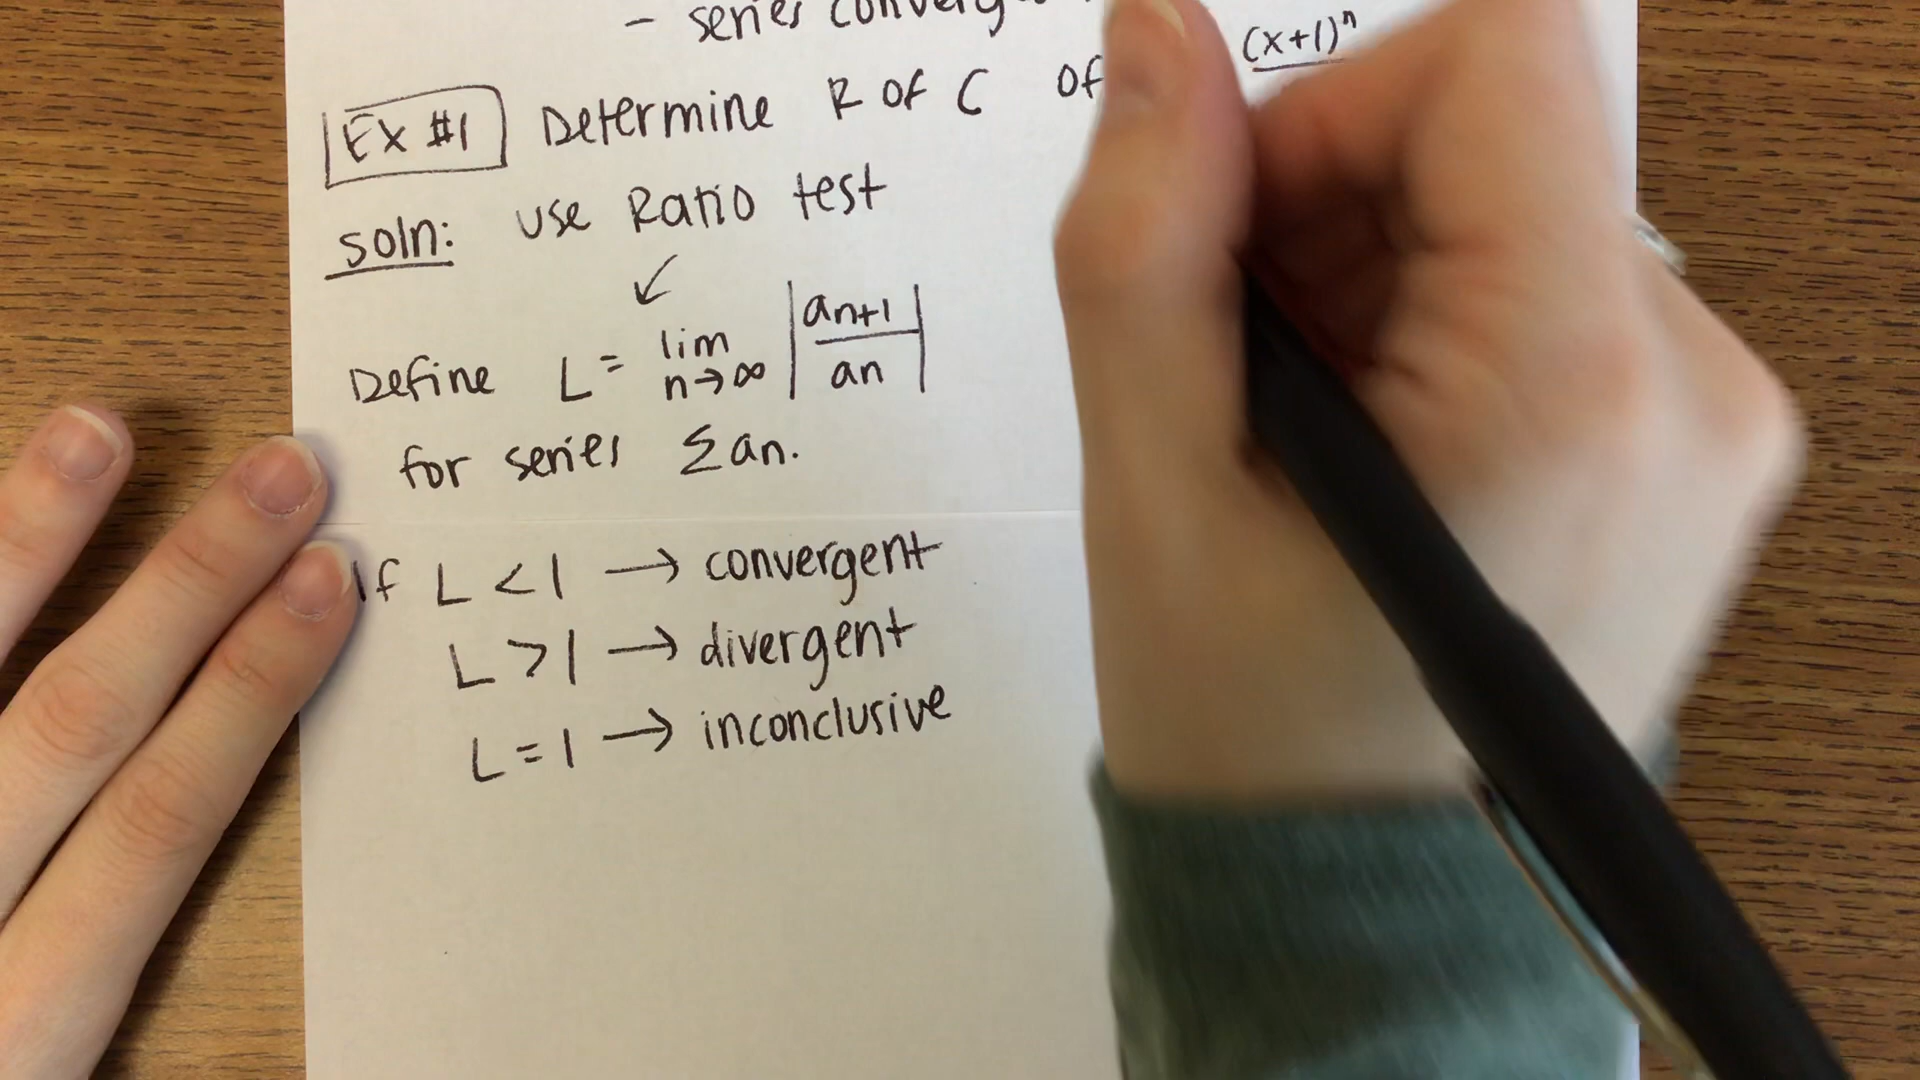 - series
(x+1)^n
EX #1 Determine R of C of
soln: use Ratio test
↙
Define L = lim n→∞ |an+1 / an|
for series Σan.
If L < 1 → convergent
L > 1 → divergent
L = 1 → inconclusive